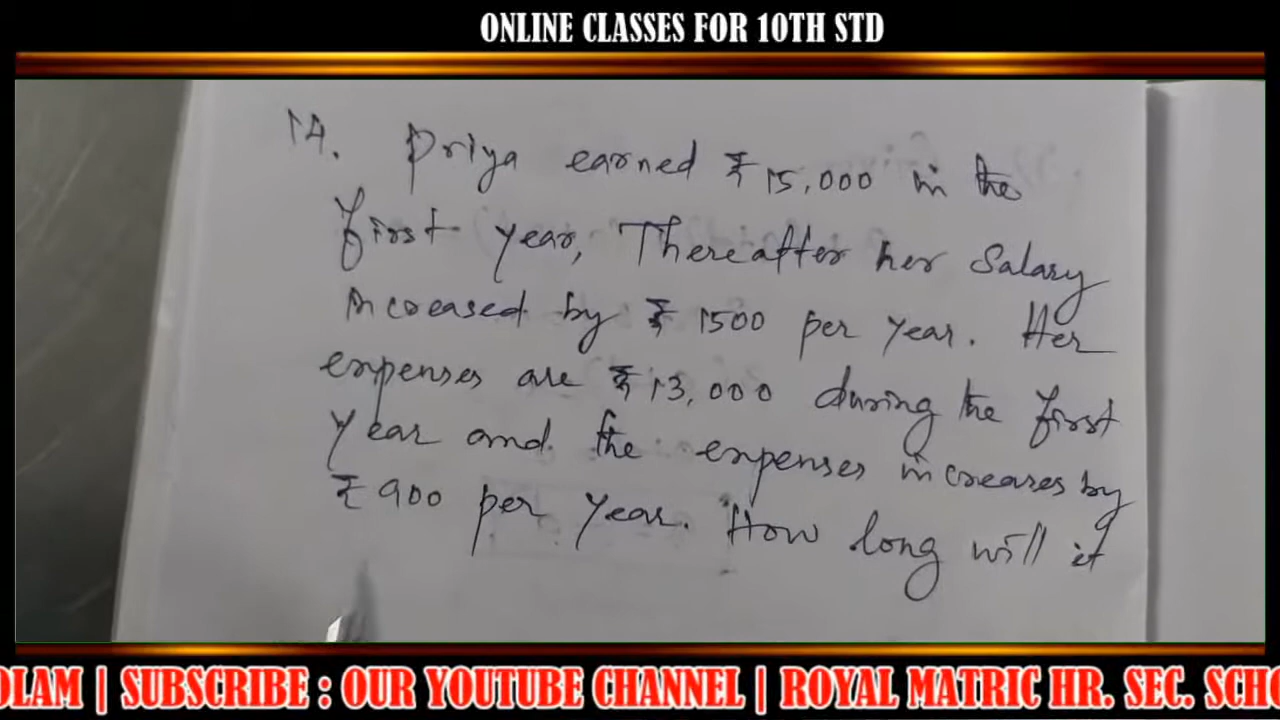 ONLINE CLASSES FOR 10TH STD
14. Priya earned ₹15,000 in the
first year, Thereafter her Salary
increased by ₹ 1500 per year. Her
expenses are ₹13,000 during the first
year and the expenses increases by
₹900 per year. How long will it
OLAM | SUBSCRIBE : OUR YOUTUBE CHANNEL | ROYAL MATRIC HR. SEC. SCHO